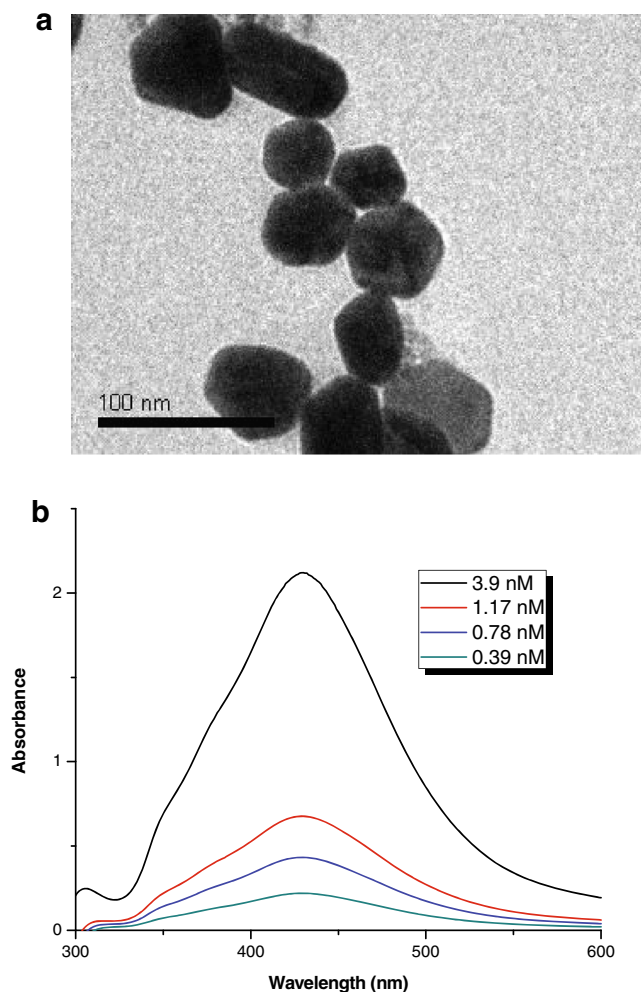 a
100 nm
b
3.9 nM
1.17 nM
0.78 nM
0.39 nM
2
1
0
Absorbance
300
400
500
600
Wavelength (nm)